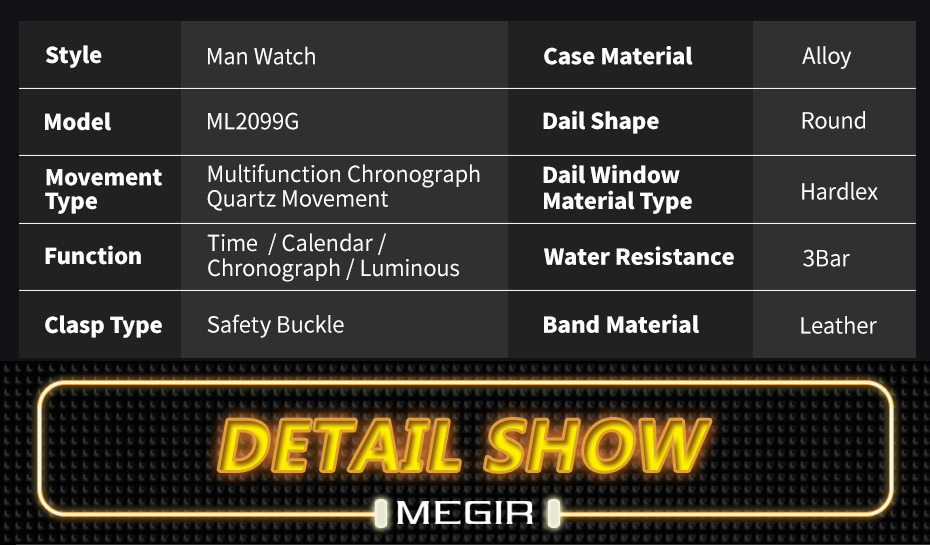 Style
Man Watch
Case Material
Alloy
Model
ML2099G
Dail Shape
Round
Movement
Type
Multifunction Chronograph
Quartz Movement
Dail Window
Material Type
Hardlex
Function
Time / Calendar /
Chronograph / Luminous
Water Resistance
3Bar
Clasp Type
Safety Buckle
Band Material
Leather
DETAIL SHOW
MEGIR